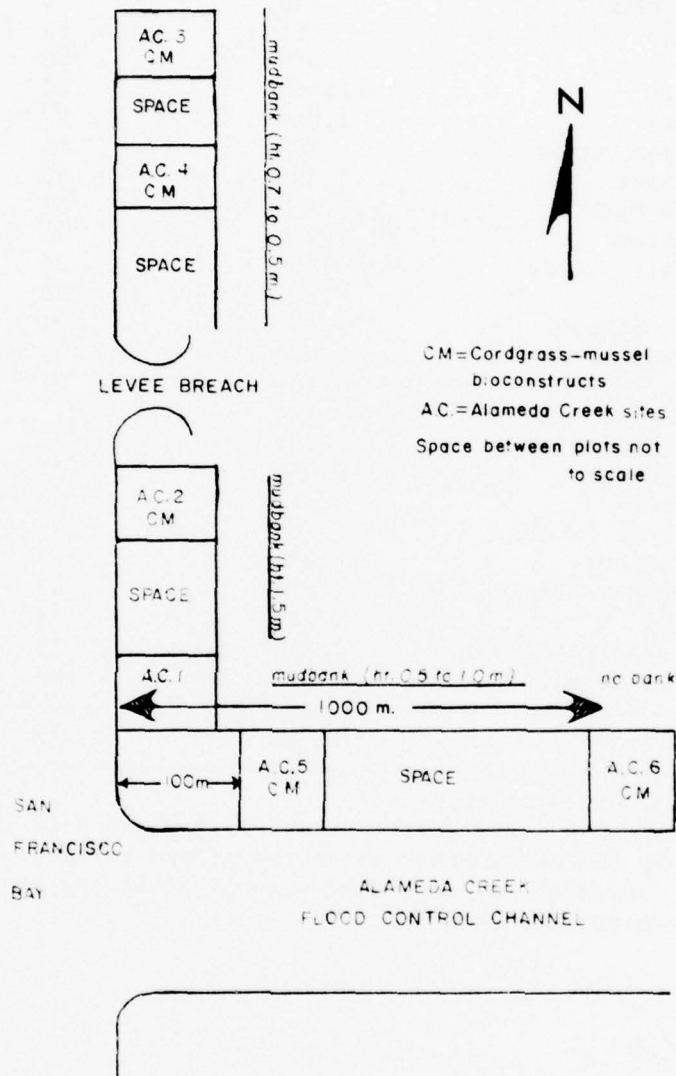 A.C. 3
CM
SPACE
A.C. 4
CM
SPACE
mudbank (ht. 0.7 to 0.5 m.)
N
CM=Cordgrass-mussel
bioconstructs
A.C.=Alameda Creek sites
Space between plots not
to scale
LEVEE BREACH
A.C. 2
CM
SPACE
A.C. 1
mudbank (ht. 1.5 m)
mudbank (ht. 0.5 to 1.0 m)
no bank
1000 m.
100m
A.C. 5
CM
SPACE
A.C. 6
CM
SAN
FRANCISCO
BAY
ALAMEDA CREEK
FLOOD CONTROL CHANNEL